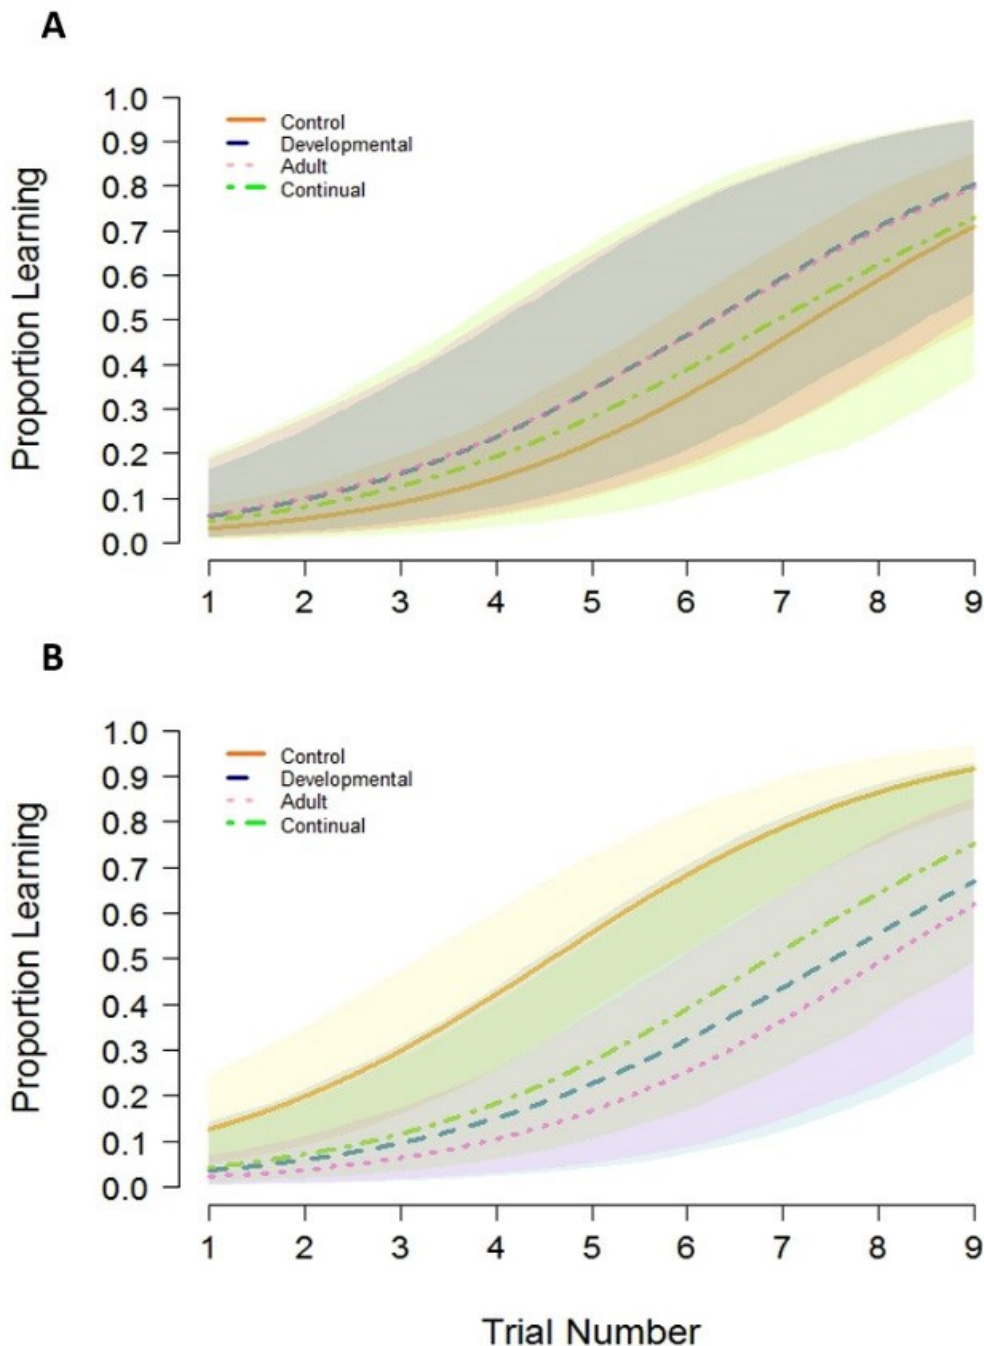 A
1.0
0.9
0.8
0.7
0.6
0.5
0.4
0.3
0.2
0.1
0.0
Proportion Learning
Control
Developmental
Adult
Continual
1 2 3 4 5 6 7 8 9
B
1.0
0.9
0.8
0.7
0.6
0.5
0.4
0.3
0.2
0.1
0.0
Proportion Learning
Control
Developmental
Adult
Continual
1 2 3 4 5 6 7 8 9
Trial Number